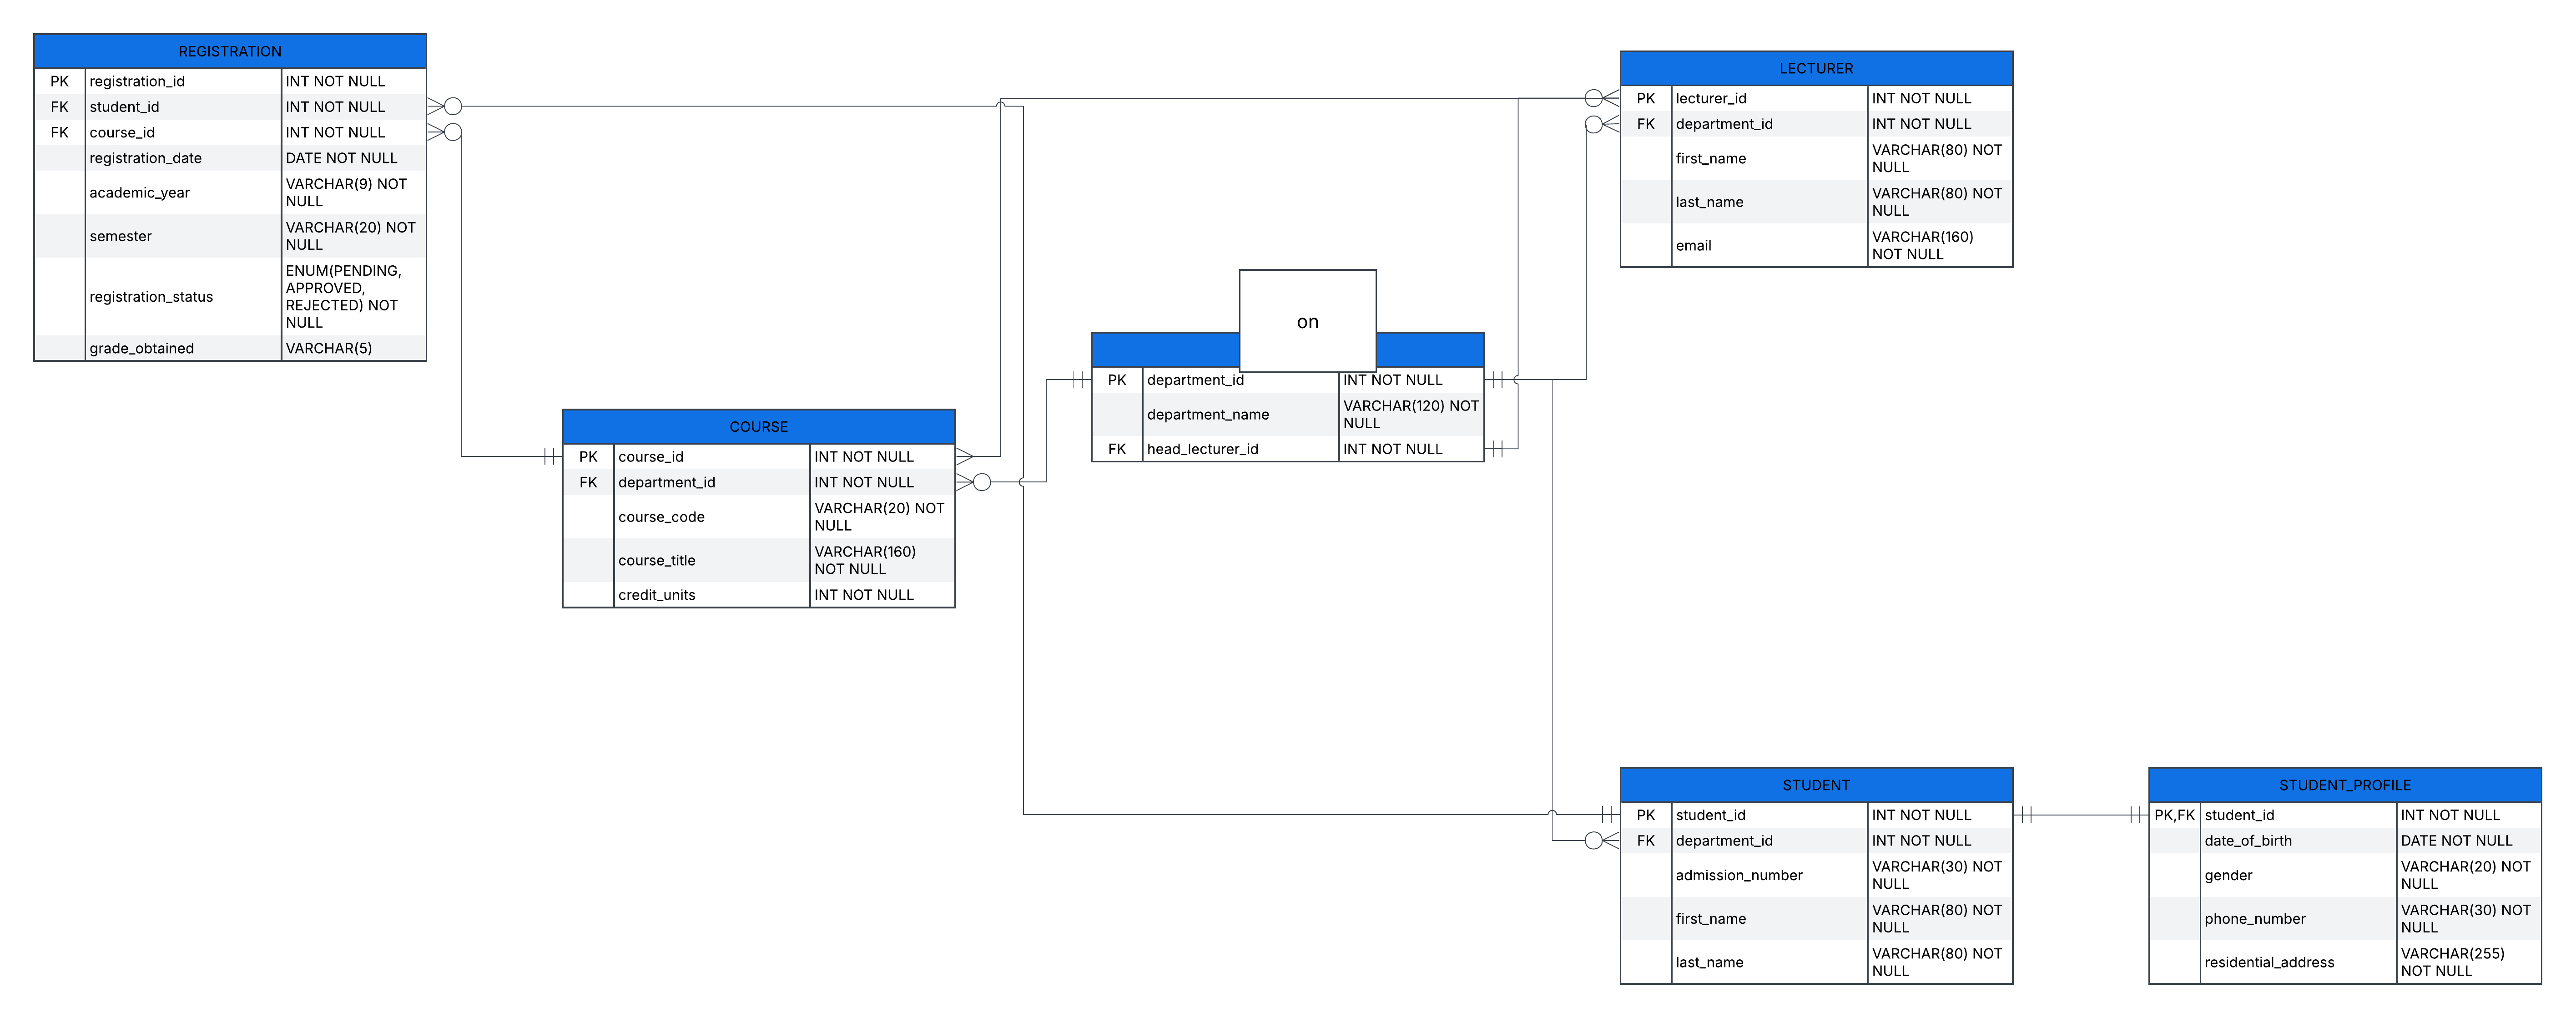 REGISTRATION
PK registration_id INT NOT NULL
FK student_id INT NOT NULL
FK course_id INT NOT NULL
registration_date DATE NOT NULL
academic_year VARCHAR(9) NOT
NULL
semester VARCHAR(20) NOT
NULL
registration_status ENUM(PENDING,
APPROVED,
REJECTED) NOT
NULL
grade_obtained VARCHAR(5)
COURSE
PK course_id INT NOT NULL
FK department_id INT NOT NULL
course_code VARCHAR(20) NOT
NULL
course_title VARCHAR(160)
NOT NULL
credit_units INT NOT NULL
on
PK department_id INT NOT NULL
department_name VARCHAR(120) NOT
NULL
FK head_lecturer_id INT NOT NULL
LECTURER
PK lecturer_id INT NOT NULL
FK department_id INT NOT NULL
first_name VARCHAR(80) NOT
NULL
last_name VARCHAR(80) NOT
NULL
email VARCHAR(160)
NOT NULL
STUDENT
PK student_id INT NOT NULL
FK department_id INT NOT NULL
admission_number VARCHAR(30) NOT
NULL
first_name VARCHAR(80) NOT
NULL
last_name VARCHAR(80) NOT
NULL
STUDENT_PROFILE
PK,FK student_id INT NOT NULL
date_of_birth DATE NOT NULL
gender VARCHAR(20) NOT
NULL
phone_number VARCHAR(30) NOT
NULL
residential_address VARCHAR(255)
NOT NULL